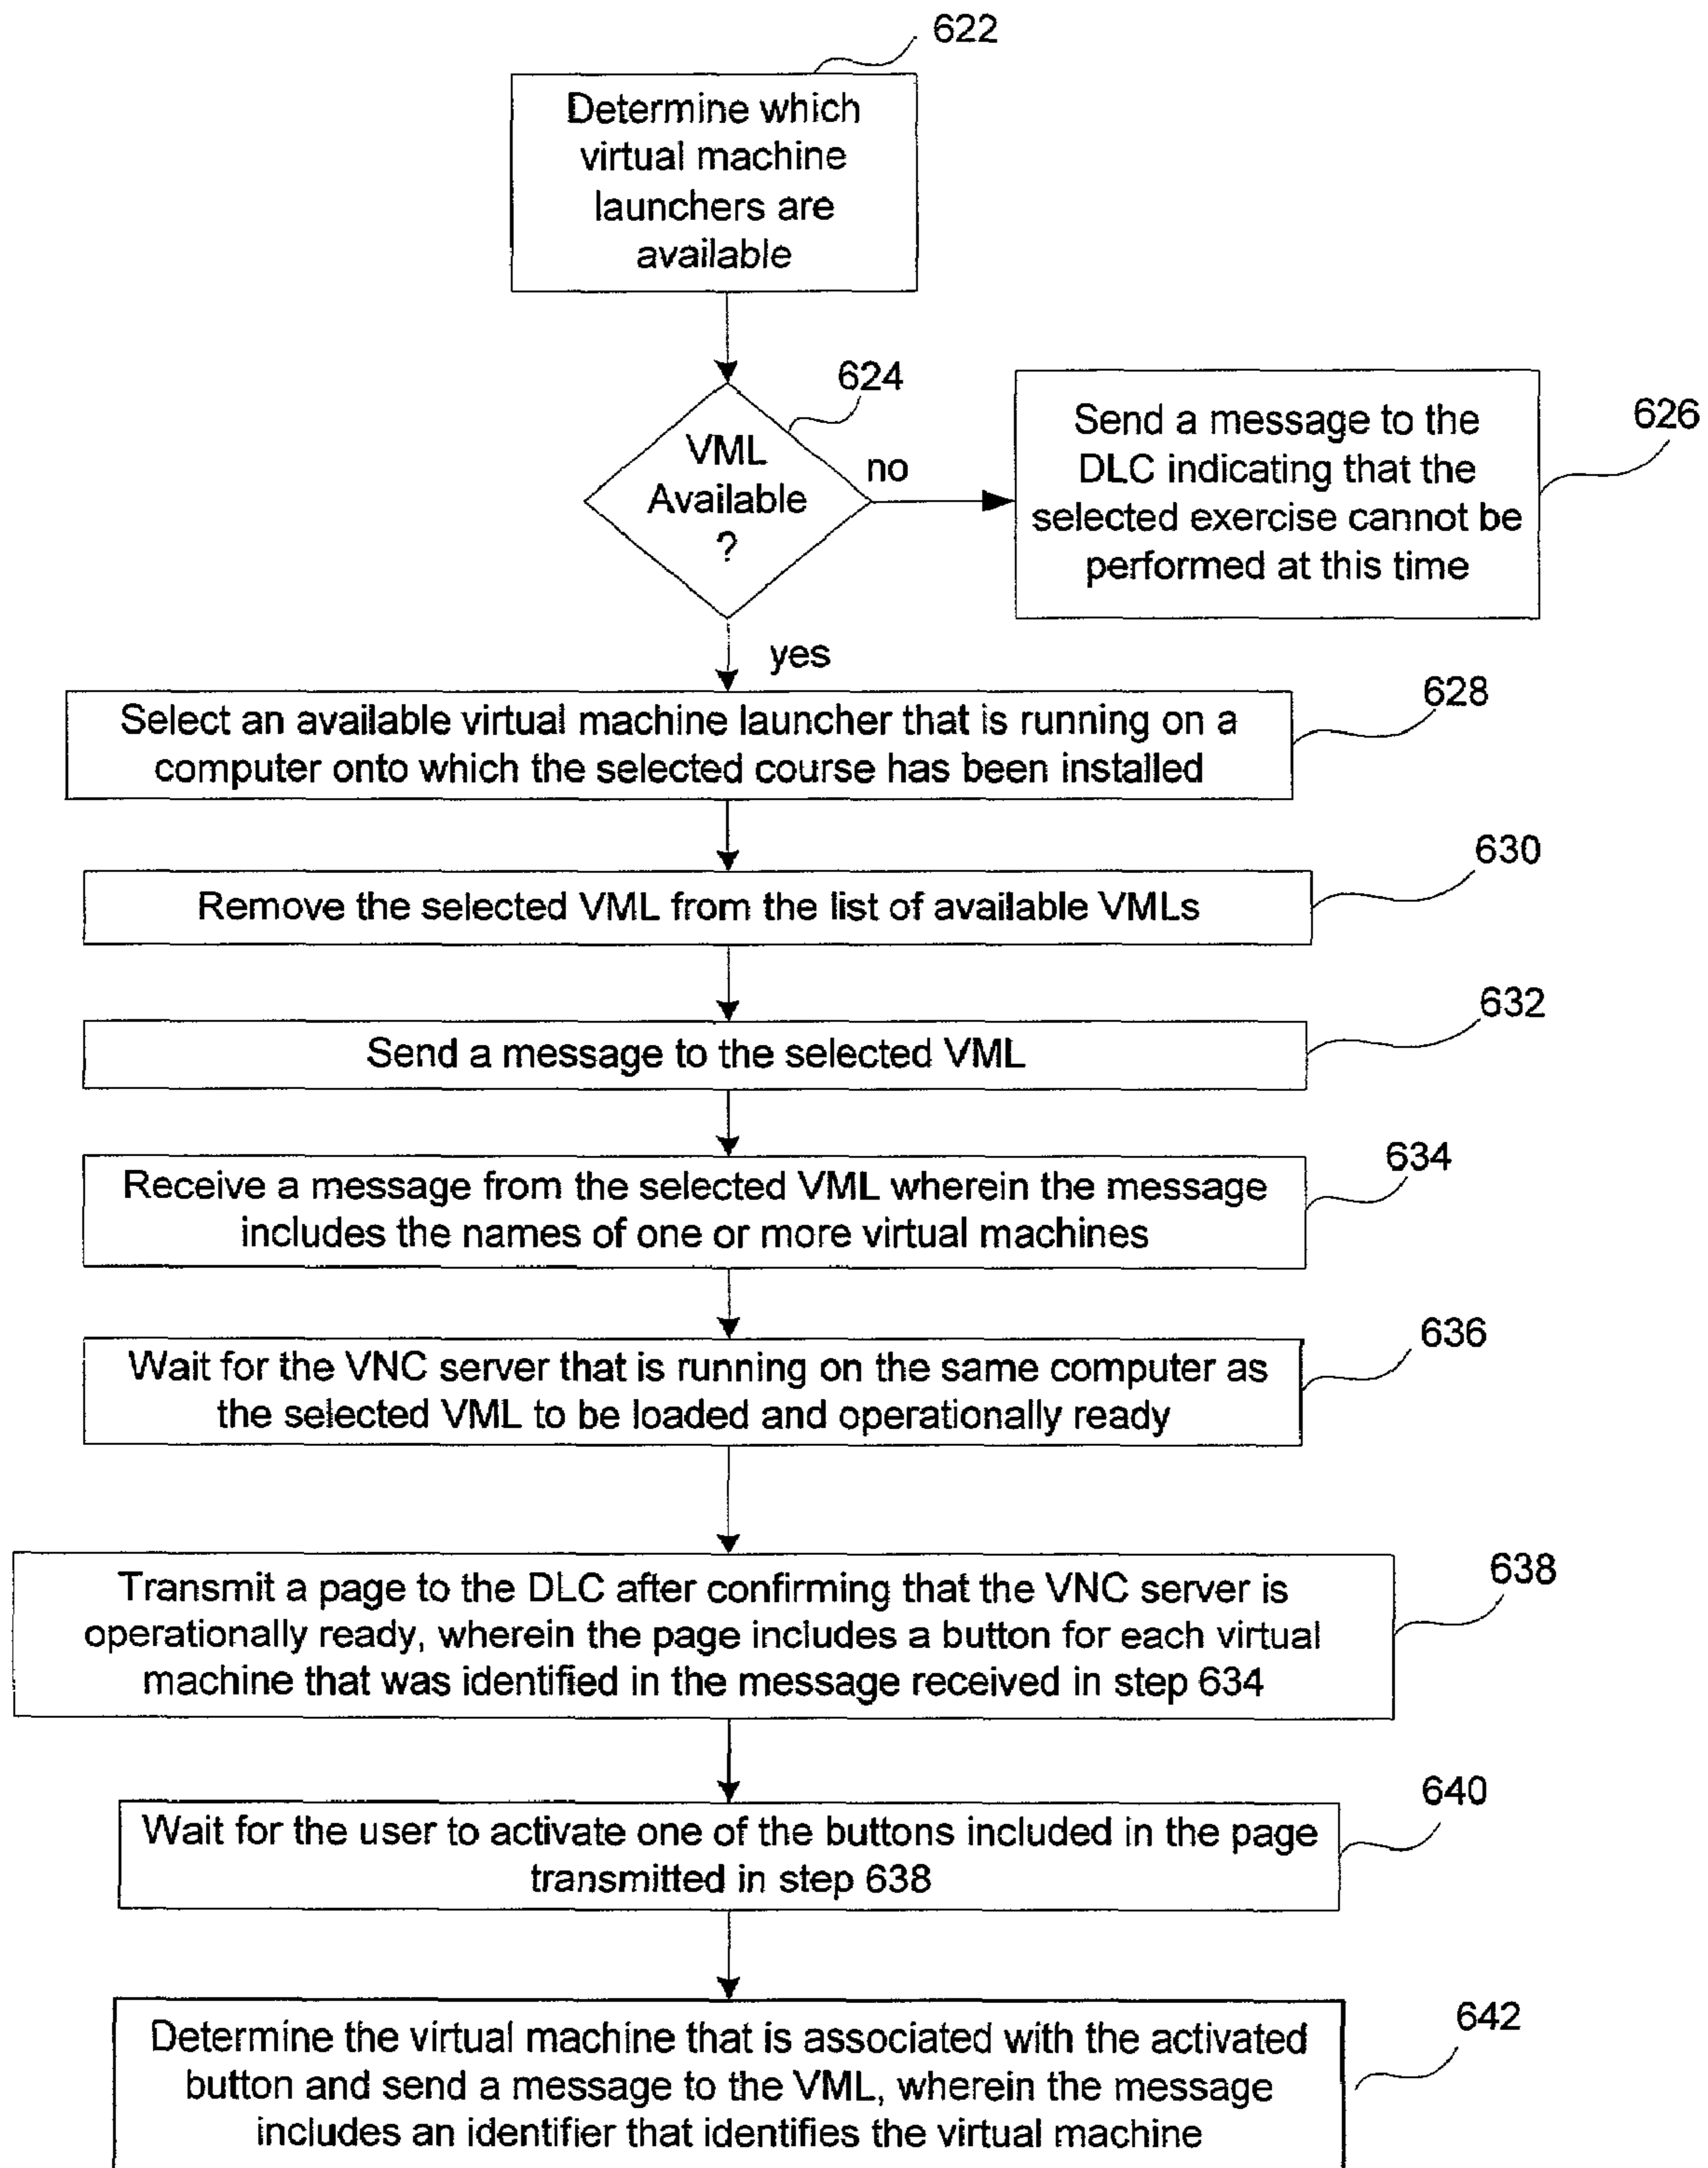 622
Determine which
virtual machine
launchers are
available
624
VML
Available
?
no
Send a message to the
DLC indicating that the
selected exercise cannot be
performed at this time
626
yes
628
Select an available virtual machine launcher that is running on a
computer onto which the selected course has been installed
630
Remove the selected VML from the list of available VMLs
632
Send a message to the selected VML
634
Receive a message from the selected VML wherein the message
includes the names of one or more virtual machines
636
Wait for the VNC server that is running on the same computer as
the selected VML to be loaded and operationally ready
638
Transmit a page to the DLC after confirming that the VNC server is
operationally ready, wherein the page includes a button for each virtual
machine that was identified in the message received in step 634
640
Wait for the user to activate one of the buttons included in the page
transmitted in step 638
642
Determine the virtual machine that is associated with the activated
button and send a message to the VML, wherein the message
includes an identifier that identifies the virtual machine